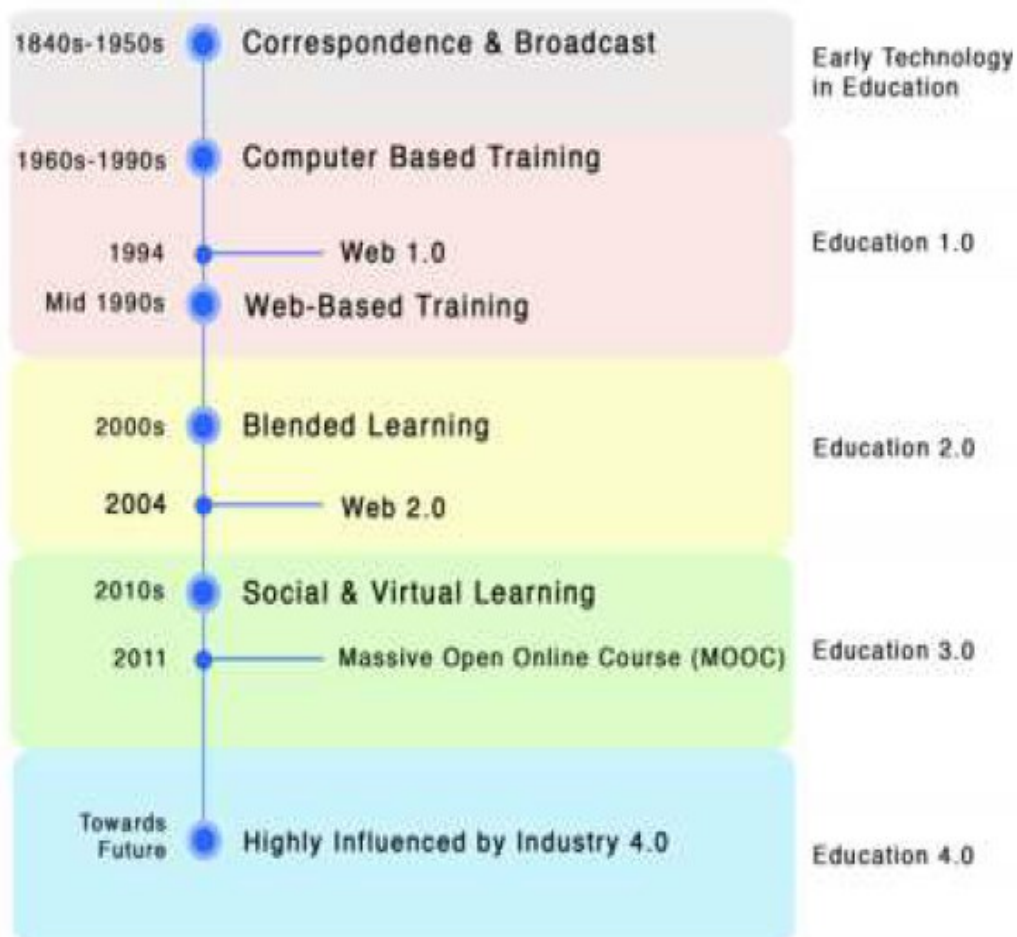 1840s-1950s Correspondence & Broadcast
Early Technology
in Education
1960s-1990s Computer Based Training
Education 1.0
1994 Web 1.0
Mid 1990s Web-Based Training
2000s Blended Learning
Education 2.0
2004 Web 2.0
2010s Social & Virtual Learning
Education 3.0
2011 Massive Open Online Course (MOOC)
Towards
Future
Highly Influenced by Industry 4.0
Education 4.0